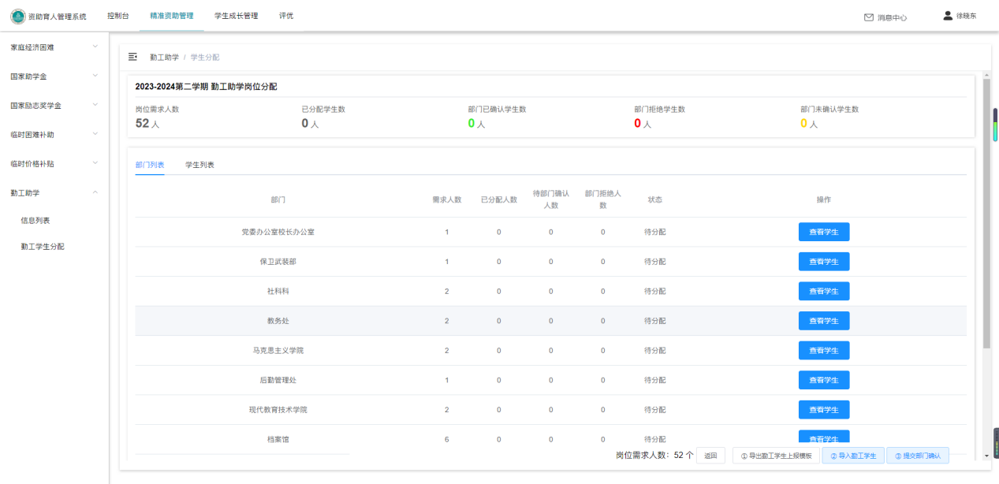 资助育人管理系统 控制台 精准资助管理 学生成长管理 评优 消息中心 徐晓东
家庭经济困难
国家助学金
国家励志奖学金
临时困难补助
临时价格补贴
勤工助学
信息列表
勤工学生分配
勤工助学 / 学生分配
2023-2024第二学期 勤工助学岗位分配
岗位需求人数 已分配学生数 部门已确认学生数 部门拒绝学生数 部门未确认学生数
52 人 0 人 0 人 0 人 0 人
部门列表 学生列表
部门 需求人数 已分配人数 待部门确认人数 部门拒绝人数 状态 操作
党委办公室校长办公室 1 0 0 0 待分配 查看学生
保卫武装部 1 0 0 0 待分配 查看学生
社科科 2 0 0 0 待分配 查看学生
教务处 2 0 0 0 待分配 查看学生
马克思主义学院 2 0 0 0 待分配 查看学生
后勤管理处 1 0 0 0 待分配 查看学生
现代教育技术学院 2 0 0 0 待分配 查看学生
档案馆 6 0 0 0 待分配 查看学生
岗位需求人数：52 个 返回 ① 导出勤工学生上报模板 ② 导入勤工学生 ③ 提交部门确认